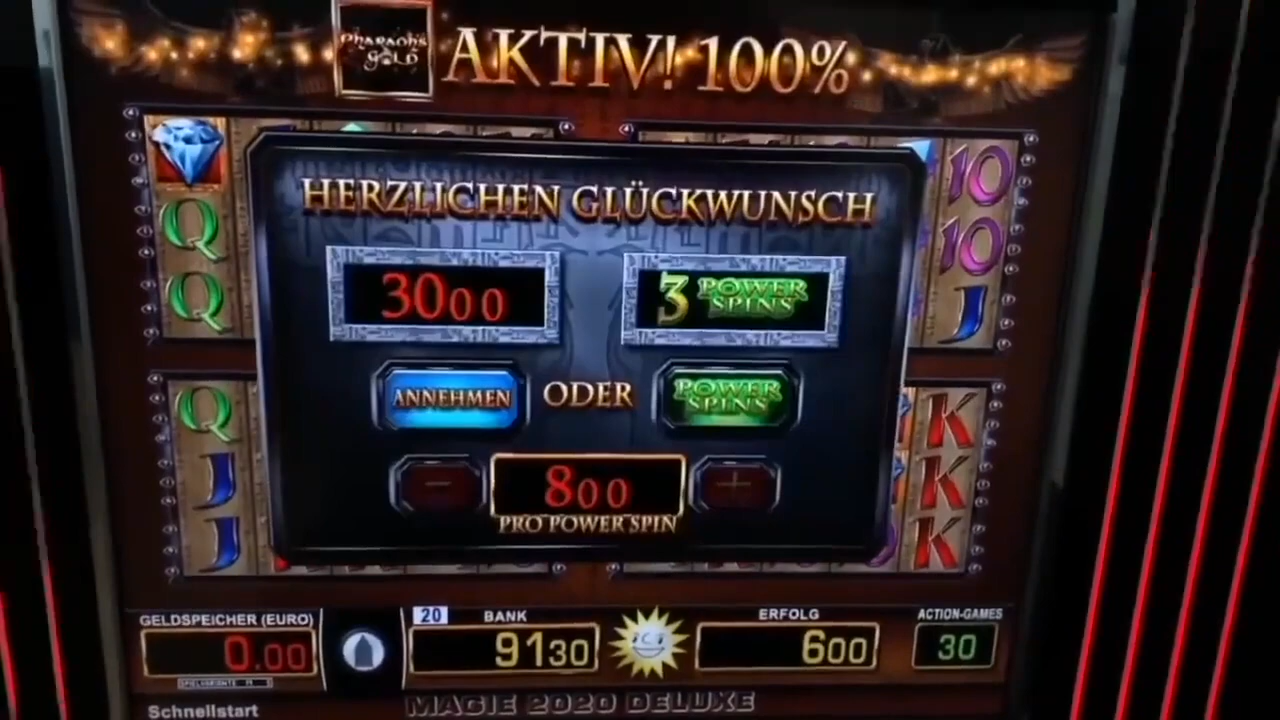 PHARAOH'S
GOLD
AKTIV! 100%
HERZLICHEN GLÜCKWUNSCH
3000
3 POWER SPINS
ANNEHMEN
ODER
POWER SPINS
-
800
+
PRO POWER SPIN
Q
Q
Q
J
J
10
10
J
K
K
K
GELDSPEICHER (EURO)
0.00
20
BANK
9130
ERFOLG
600
ACTION-GAMES
30
Schnellstart
MAGIE 2020 DELUXE